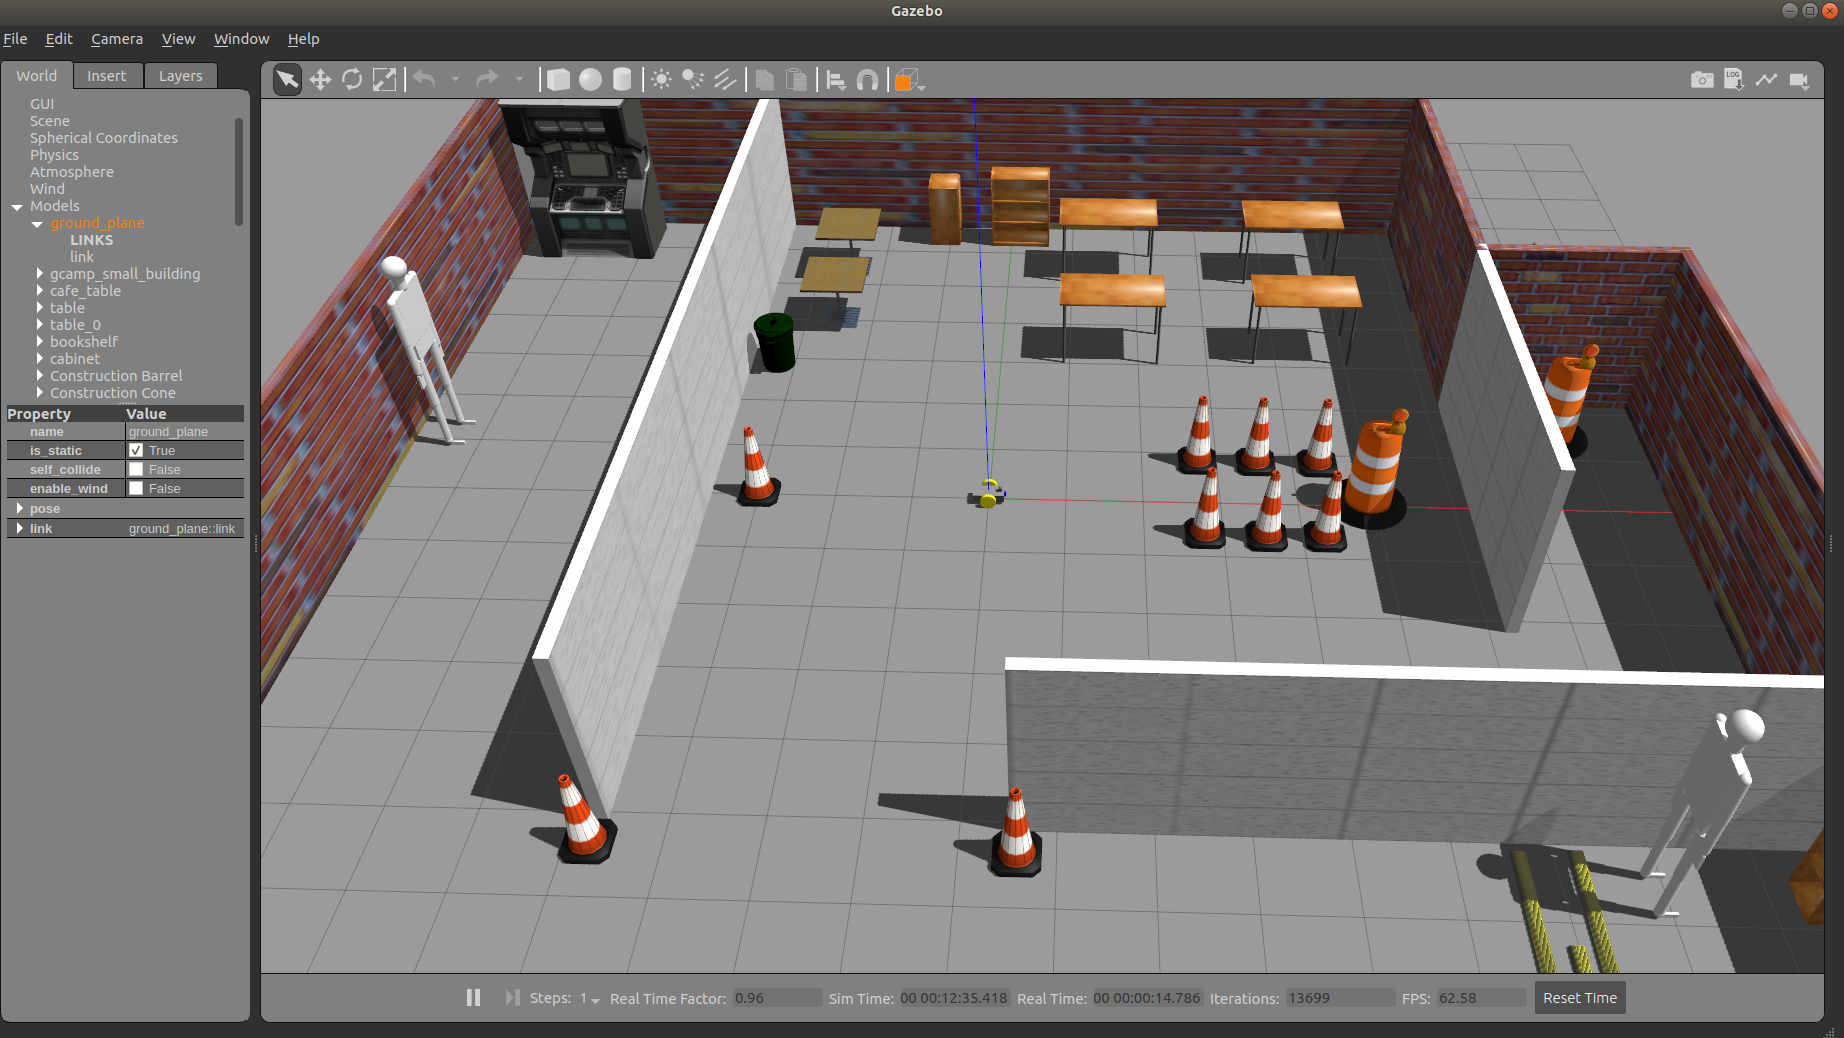 Gazebo
File Edit Camera View Window Help
World Insert Layers
GUI
Scene
Spherical Coordinates
Physics
Atmosphere
Wind
Models
ground_plane
LINKS
link
gcamp_small_building
cafe_table
table
table_0
bookshelf
cabinet
Construction Barrel
Construction Cone
Property Value
name ground_plane
is_static True
self_collide False
enable_wind False
pose
link ground_plane::link
LOG
Steps: 1 Real Time Factor: 0.96 Sim Time: 00 00:12:35.418 Real Time: 00 00:00:14.786 Iterations: 13699 FPS: 62.58 Reset Time